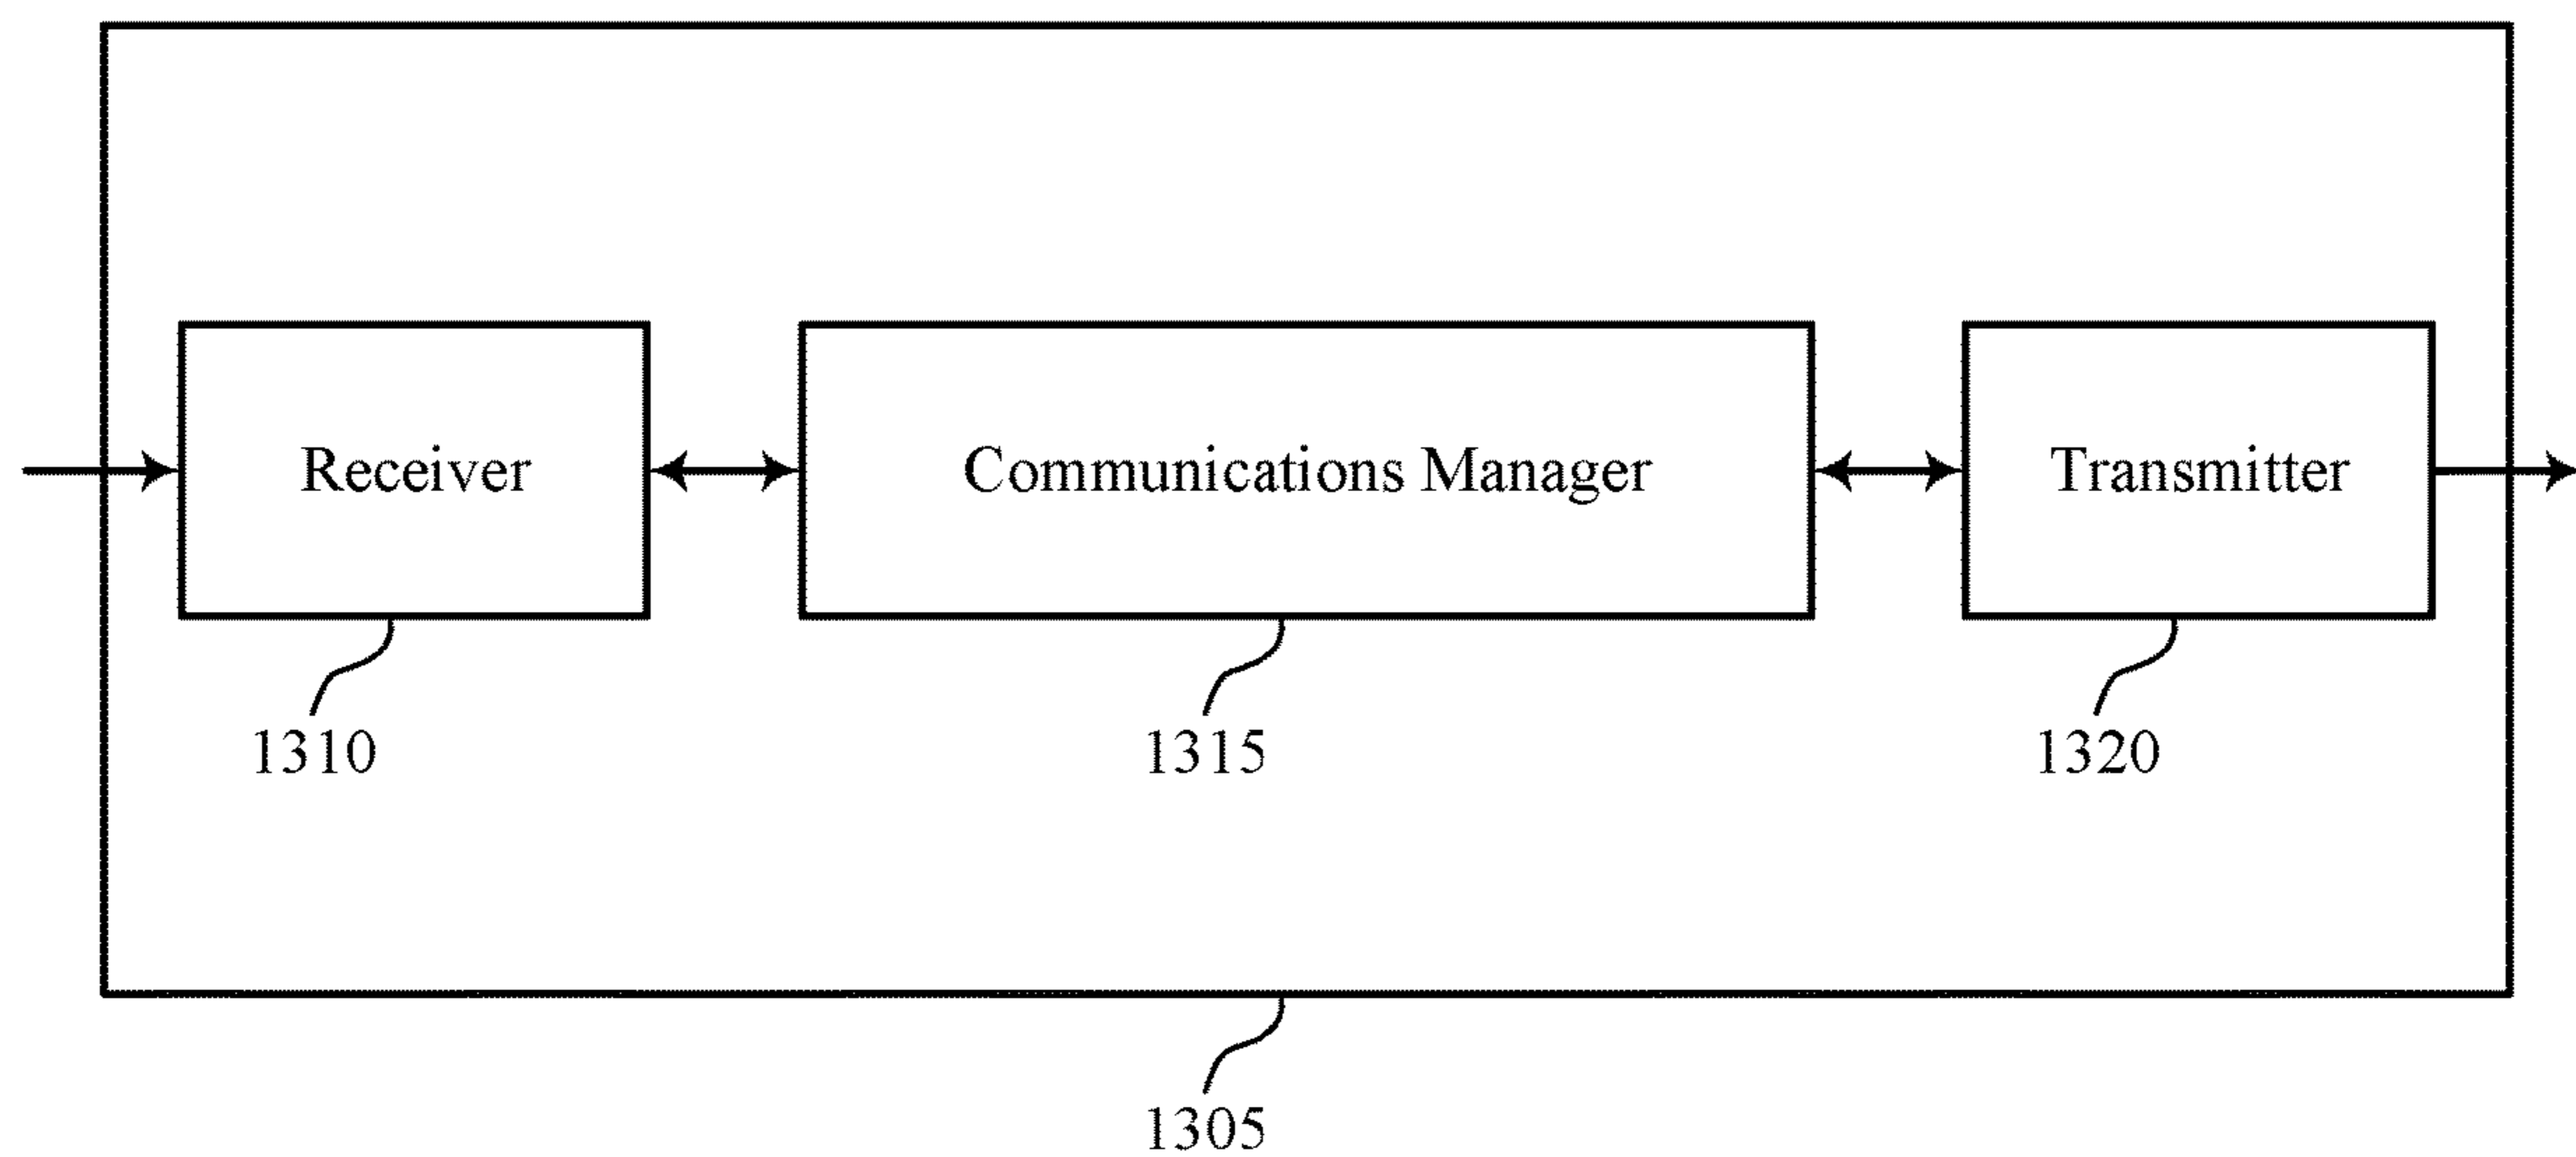 Receiver
Communications Manager
Transmitter
1310
1315
1320
1305